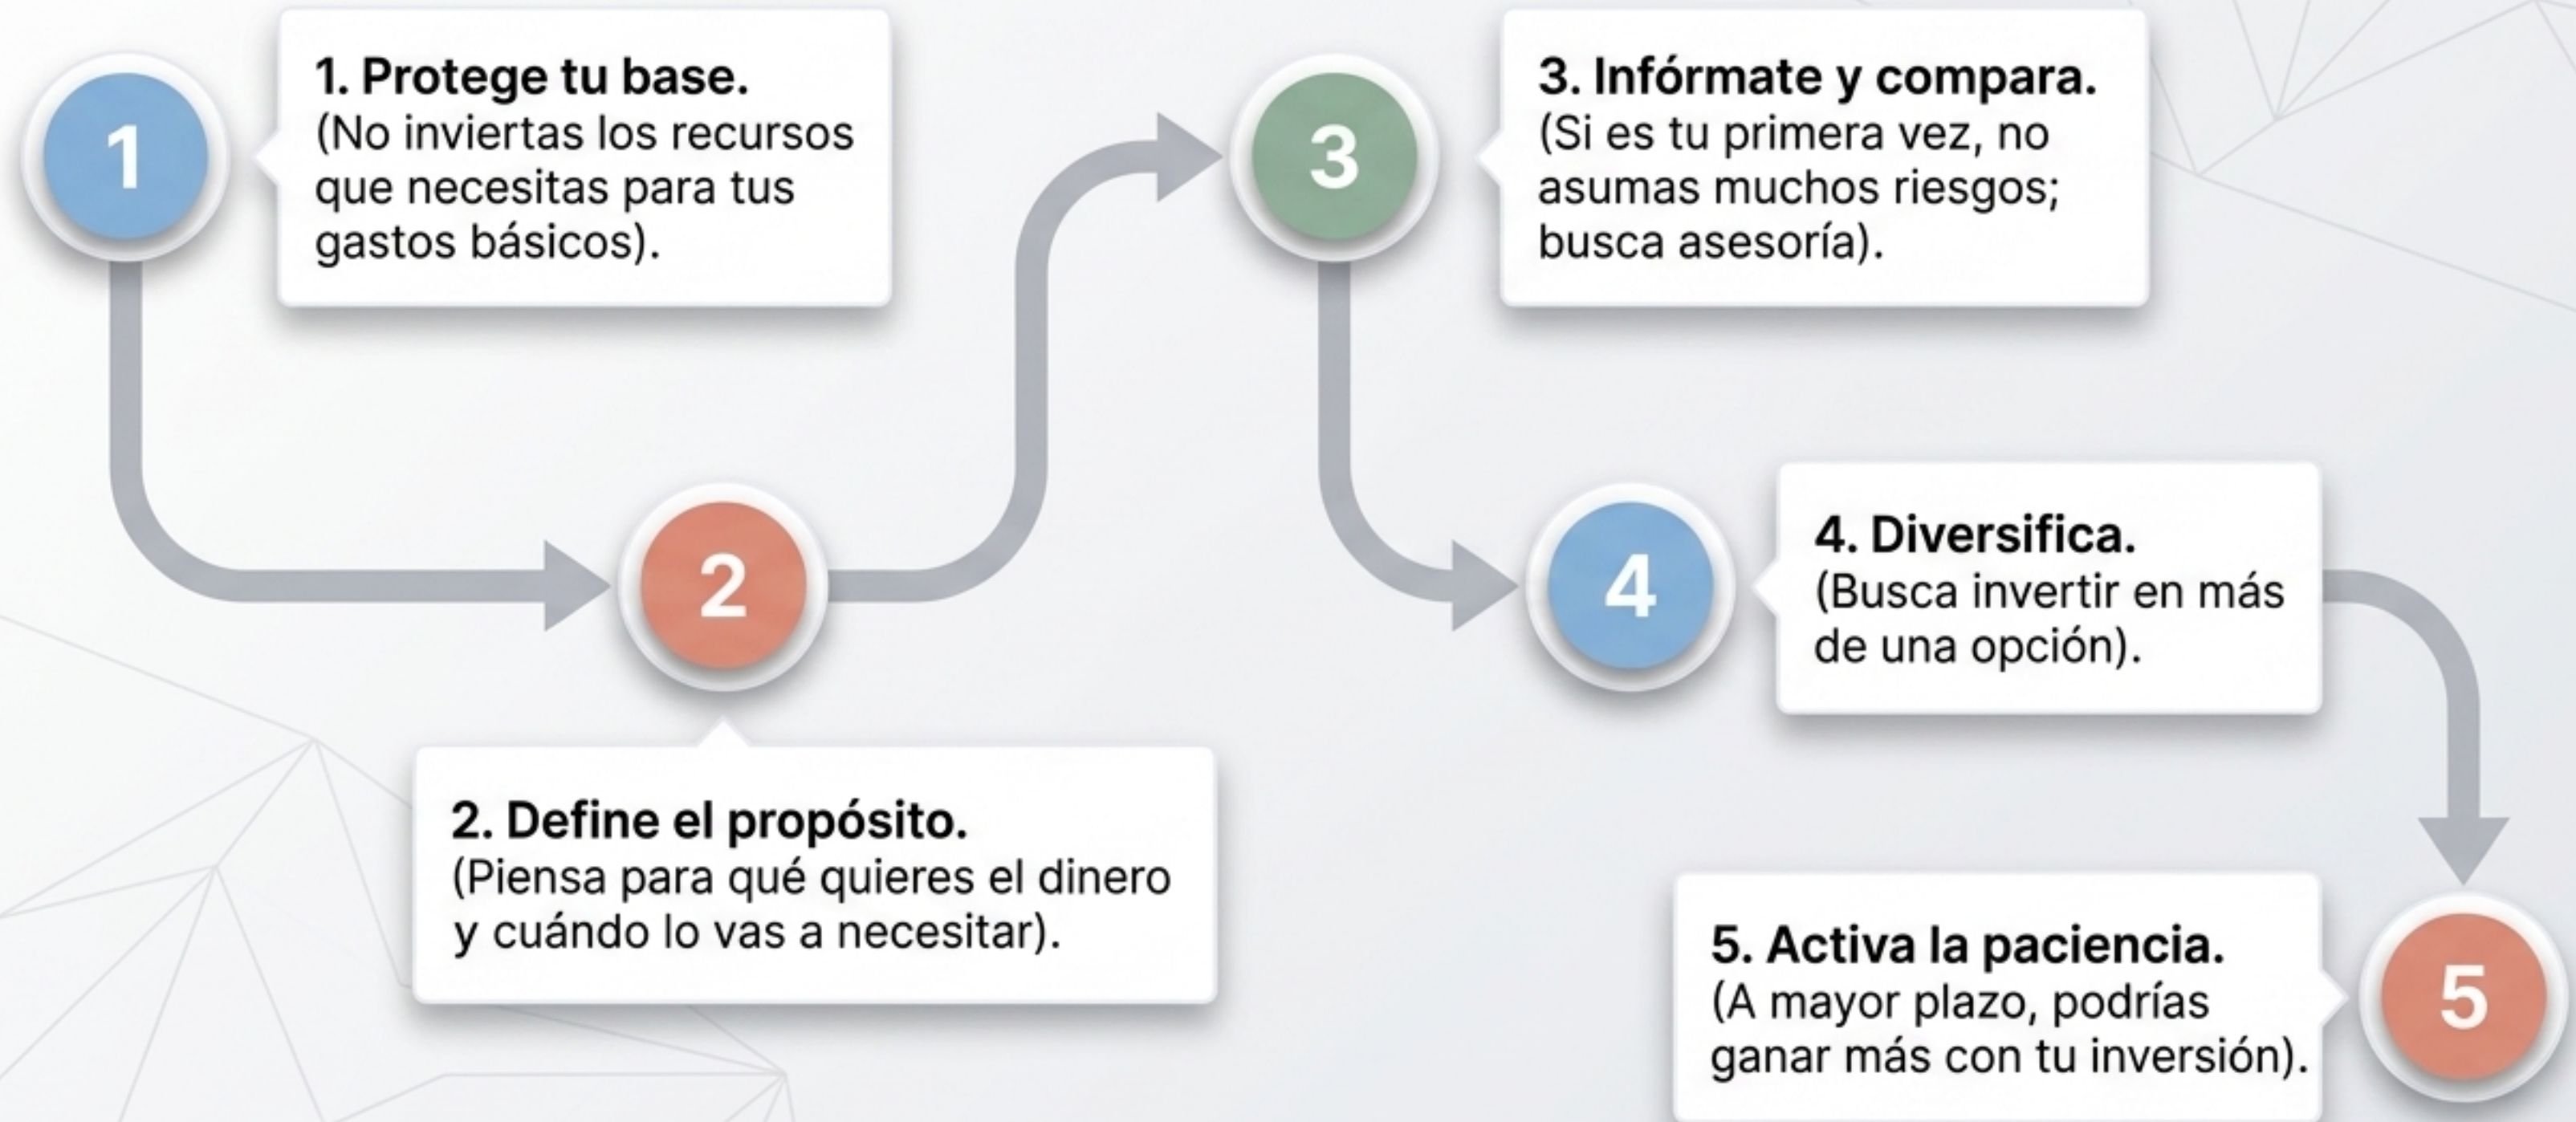 1
1. Protege tu base.
(No inviertas los recursos
que necesitas para tus
gastos básicos).
2
2. Define el propósito.
(Piensa para qué quieres el dinero
y cuándo lo vas a necesitar).
3
3. Infórmate y compara.
(Si es tu primera vez, no
asumas muchos riesgos;
busca asesoría).
4
4. Diversifica.
(Busca invertir en más
de una opción).
5
5. Activa la paciencia.
(A mayor plazo, podrías
ganar más con tu inversión).